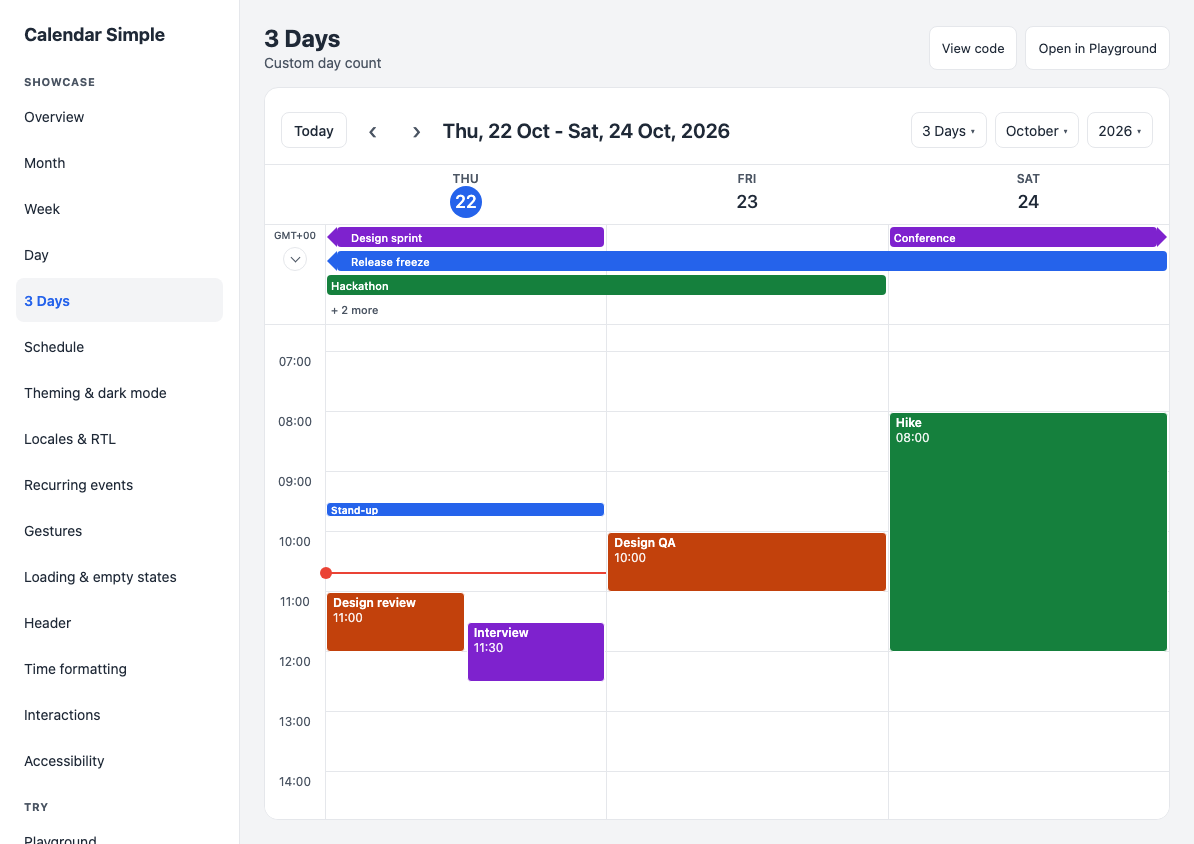 Calendar Simple
SHOWCASE
Overview
Month
Week
Day
3 Days
Schedule
Theming & dark mode
Locales & RTL
Recurring events
Gestures
Loading & empty states
Header
Time formatting
Interactions
Accessibility
TRY
Playground
3 Days
Custom day count
View code
Open in Playground
Today
Thu, 22 Oct - Sat, 24 Oct, 2026
3 Days
October
2026
THU
22
FRI
23
SAT
24
GMT+00
Design sprint
Conference
Release freeze
Hackathon
+ 2 more
07:00
08:00
09:00
10:00
11:00
12:00
13:00
14:00
Stand-up
Design review
11:00
Interview
11:30
Design QA
10:00
Hike
08:00